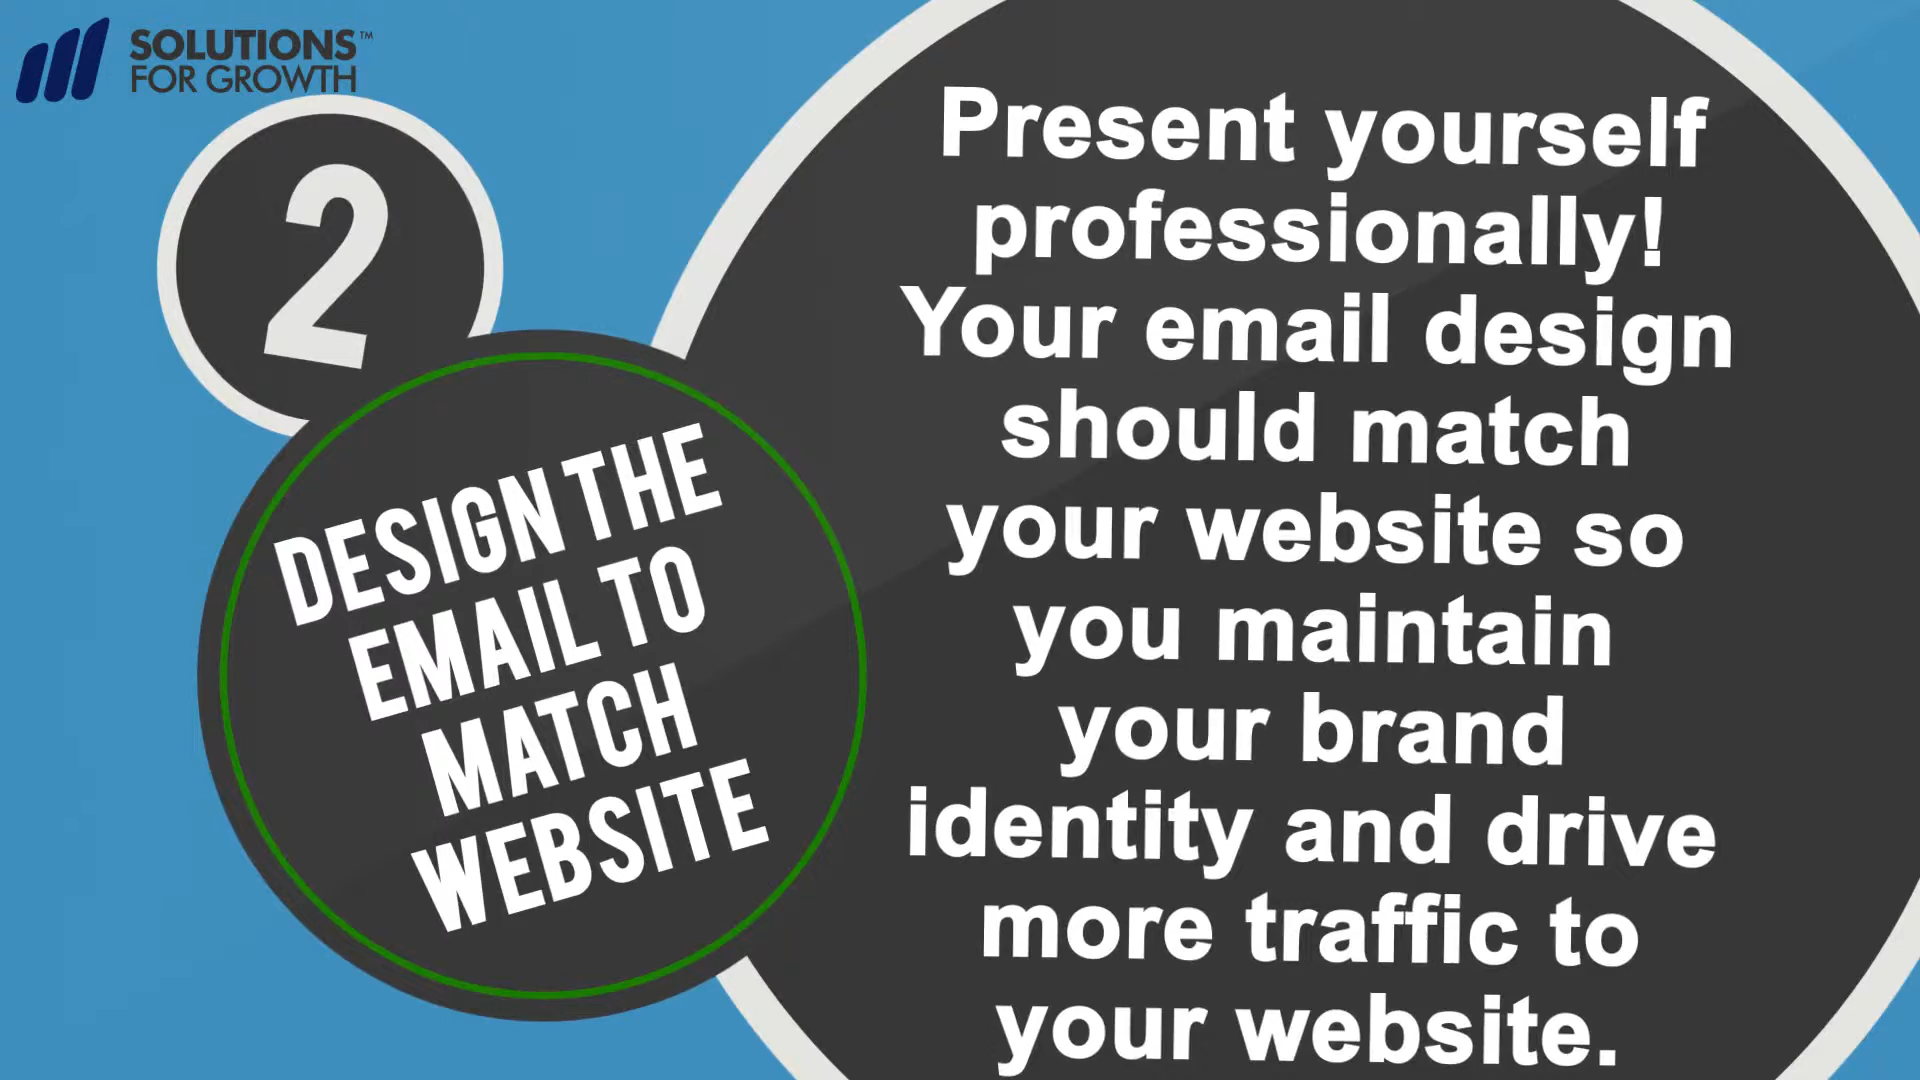 SOLUTIONS™
FOR GROWTH
2
DESIGN THE
EMAIL TO
MATCH
WEBSITE
Present yourself
professionally!
Your email design
should match
your website so
you maintain
your brand
identity and drive
more traffic to
your website.